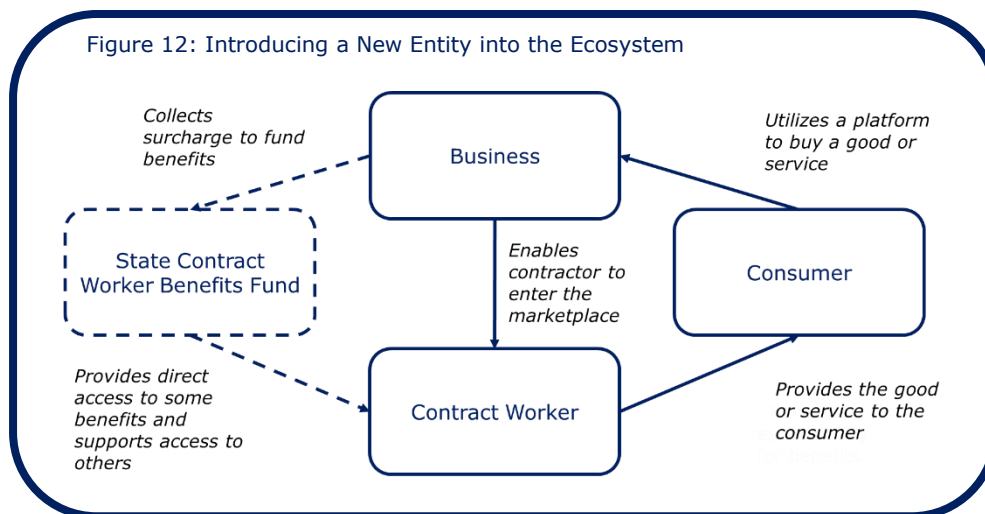 Figure 12: Introducing a New Entity into the Ecosystem
Collects
surcharge to fund
benefits
Business
Utilizes a platform
to buy a good or
service
State Contract
Worker Benefits Fund
Enables
contractor to
enter the
marketplace
Consumer
Provides direct
access to some
benefits and
supports access to
others
Contract Worker
Provides the good
or service to the
consumer